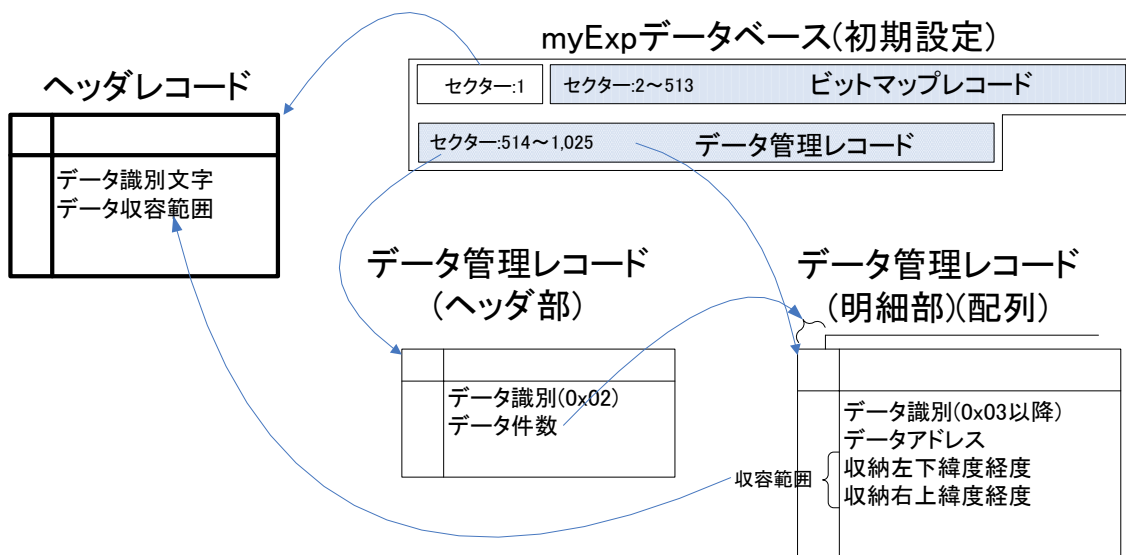 myExpデータベース(初期設定)
ヘッダレコード
セクター:1
セクター:2～513
ビットマップレコード
セクター:514～1,025
データ管理レコード
データ識別文字
データ収容範囲
データ管理レコード
(ヘッダ部)
データ管理レコード
(明細部)(配列)
データ識別(0x02)
データ件数
データ識別(0x03以降)
データアドレス
収納左下緯度経度
収納右上緯度経度
収容範囲